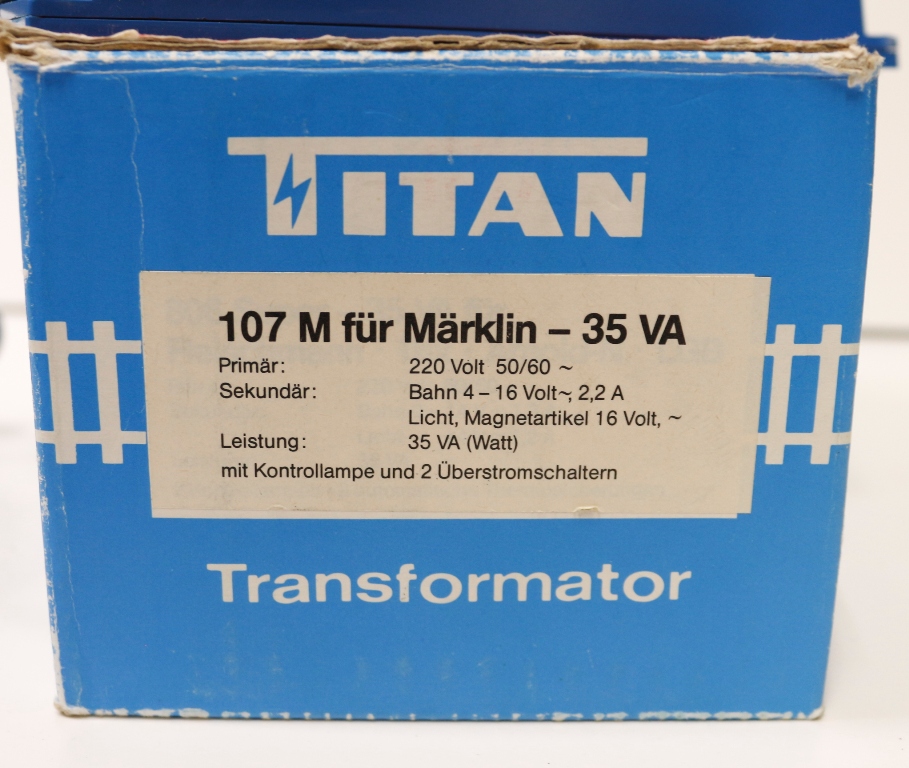 TITAN
107 M für Märklin – 35 VA
Primär: 220 Volt 50/60 ~
Sekundär: Bahn 4 – 16 Volt~, 2,2 A
Licht, Magnetartikel 16 Volt, ~
Leistung: 35 VA (Watt)
mit Kontrollampe und 2 Überstromschaltern
Transformator